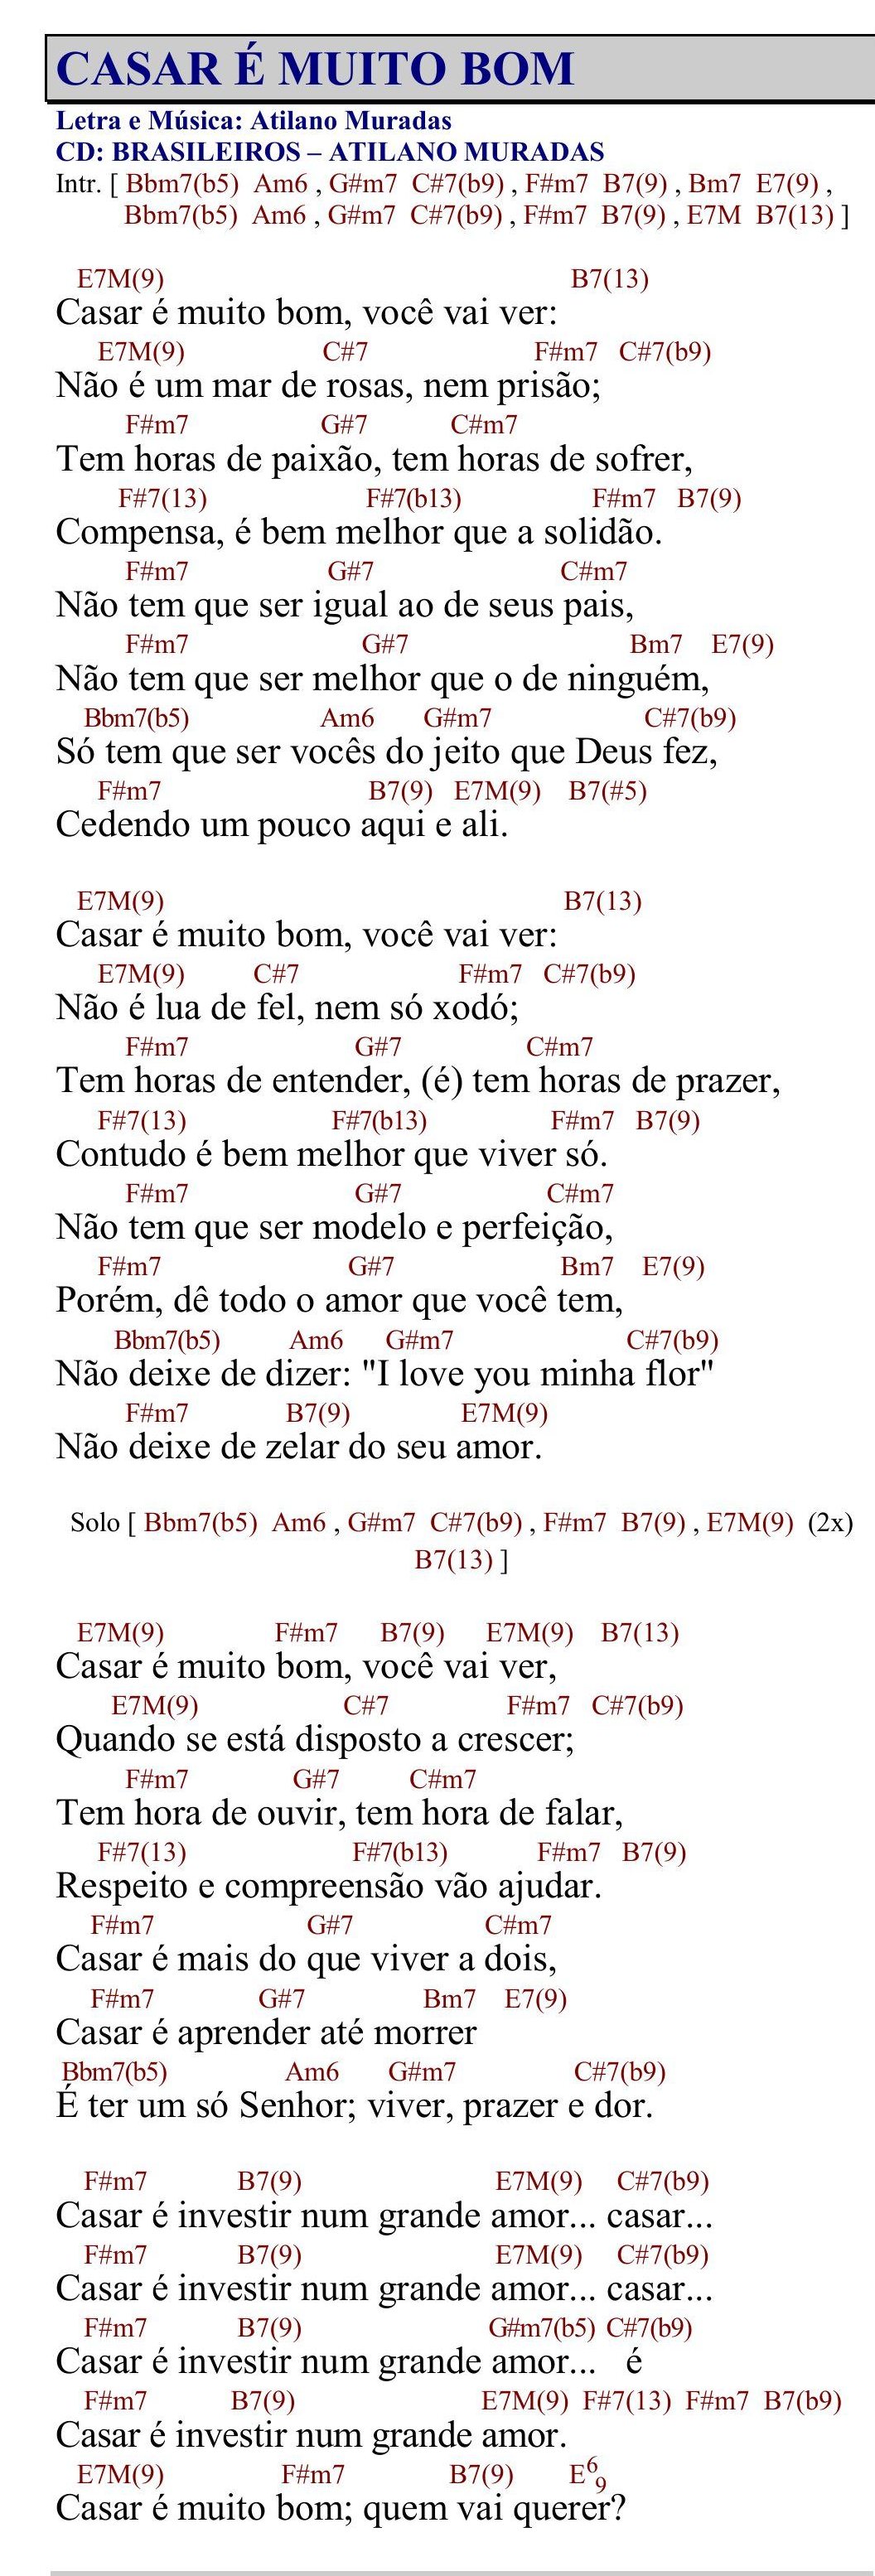 CASAR É MUITO BOM
Letra e Música: Atilano Muradas
CD: BRASILEIROS – ATILANO MURADAS
Intr. [ Bbm7(b5) Am6 , G#m7 C#7(b9) , F#m7 B7(9) , Bm7 E7(9) ,
Bbm7(b5) Am6 , G#m7 C#7(b9) , F#m7 B7(9) , E7M B7(13) ]
E7M(9) B7(13)
Casar é muito bom, você vai ver:
E7M(9) C#7 F#m7 C#7(b9)
Não é um mar de rosas, nem prisão;
F#m7 G#7 C#m7
Tem horas de paixão, tem horas de sofrer,
F#7(13) F#7(b13) F#m7 B7(9)
Compensa, é bem melhor que a solidão.
F#m7 G#7 C#m7
Não tem que ser igual ao de seus pais,
F#m7 G#7 Bm7 E7(9)
Não tem que ser melhor que o de ninguém,
Bbm7(b5) Am6 G#m7 C#7(b9)
Só tem que ser vocês do jeito que Deus fez,
F#m7 B7(9) E7M(9) B7(#5)
Cedendo um pouco aqui e ali.
E7M(9) B7(13)
Casar é muito bom, você vai ver:
E7M(9) C#7 F#m7 C#7(b9)
Não é lua de fel, nem só xodó;
F#m7 G#7 C#m7
Tem horas de entender, (é) tem horas de prazer,
F#7(13) F#7(b13) F#m7 B7(9)
Contudo é bem melhor que viver só.
F#m7 G#7 C#m7
Não tem que ser modelo e perfeição,
F#m7 G#7 Bm7 E7(9)
Porém, dê todo o amor que você tem,
Bbm7(b5) Am6 G#m7 C#7(b9)
Não deixe de dizer: "I love you minha flor"
F#m7 B7(9) E7M(9)
Não deixe de zelar do seu amor.
Solo [ Bbm7(b5) Am6 , G#m7 C#7(b9) , F#m7 B7(9) , E7M(9) (2x)
B7(13) ]
E7M(9) F#m7 B7(9) E7M(9) B7(13)
Casar é muito bom, você vai ver,
E7M(9) C#7 F#m7 C#7(b9)
Quando se está disposto a crescer;
F#m7 G#7 C#m7
Tem hora de ouvir, tem hora de falar,
F#7(13) F#7(b13) F#m7 B7(9)
Respeito e compreensão vão ajudar.
F#m7 G#7 C#m7
Casar é mais do que viver a dois,
F#m7 G#7 Bm7 E7(9)
Casar é aprender até morrer
Bbm7(b5) Am6 G#m7 C#7(b9)
É ter um só Senhor; viver, prazer e dor.
F#m7 B7(9) E7M(9) C#7(b9)
Casar é investir num grande amor... casar...
F#m7 B7(9) E7M(9) C#7(b9)
Casar é investir num grande amor... casar...
F#m7 B7(9) G#m7(b5) C#7(b9)
Casar é investir num grande amor... é
F#m7 B7(9) E7M(9) F#7(13) F#m7 B7(b9)
Casar é investir num grande amor.
E7M(9) F#m7 B7(9) E⁶₉
Casar é muito bom; quem vai querer?